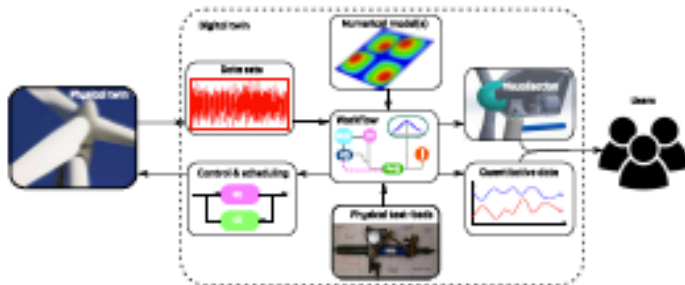 Digital twin
Numerical model(s)
Data sets
Physical twin
Workflow
Visualisation
Users
Control & scheduling
Quantitative data
Physical test-beds